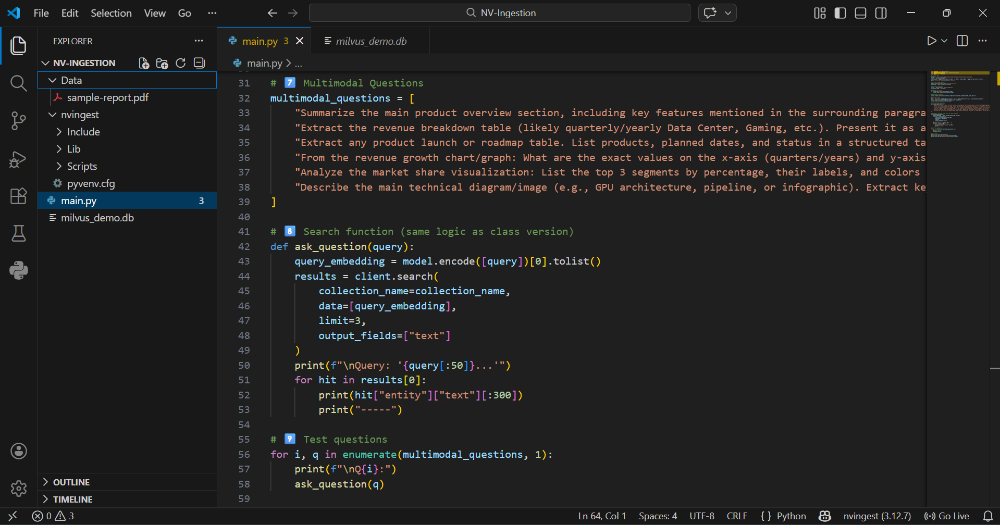 File Edit Selection View Go ···
NV-Ingestion
EXPLORER ···
NV-INGESTION
Data
sample-report.pdf
nvingest
Include
Lib
Scripts
pyvenv.cfg
main.py 3
milvus_demo.db
OUTLINE
TIMELINE
main.py 3
milvus_demo.db
main.py > ...
31 # 7️⃣ Multimodal Questions
32 multimodal_questions = [
33     "Summarize the main product overview section, including key features mentioned in the surrounding paragra
34     "Extract the revenue breakdown table (likely quarterly/yearly Data Center, Gaming, etc.). Present it as a
35     "Extract any product launch or roadmap table. List products, planned dates, and status in a structured ta
36     "From the revenue growth chart/graph: What are the exact values on the x-axis (quarters/years) and y-axis
37     "Analyze the market share visualization: List the top 3 segments by percentage, their labels, and colors
38     "Describe the main technical diagram/image (e.g., GPU architecture, pipeline, or infographic). Extract ke
39 ]
40
41 # 8️⃣ Search function (same logic as class version)
42 def ask_question(query):
43     query_embedding = model.encode([query])[0].tolist()
44     results = client.search(
45         collection_name=collection_name,
46         data=[query_embedding],
47         limit=3,
48         output_fields=["text"]
49     )
50     print(f"\nQuery: '{query[:50]}...'")
51     for hit in results[0]:
52         print(hit["entity"]["text"][:300])
53         print("-----")
54
55 # 9️⃣ Test questions
56 for i, q in enumerate(multimodal_questions, 1):
57     print(f"\nQ{i}:")
58     ask_question(q)
59
0 3
Ln 64, Col 1 Spaces: 4 UTF-8 CRLF { } Python nvingest (3.12.7) Go Live